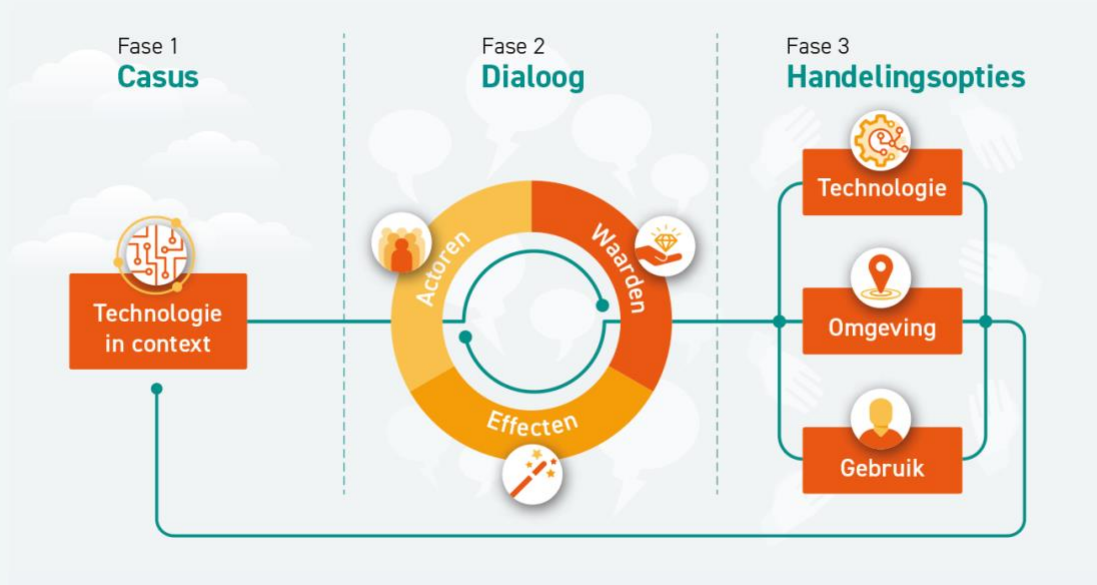 Fase 1
Casus
Technologie
in context
Fase 2
Dialoog
Actoren
Waarden
Effecten
Fase 3
Handelingsopties
Technologie
Omgeving
Gebruik